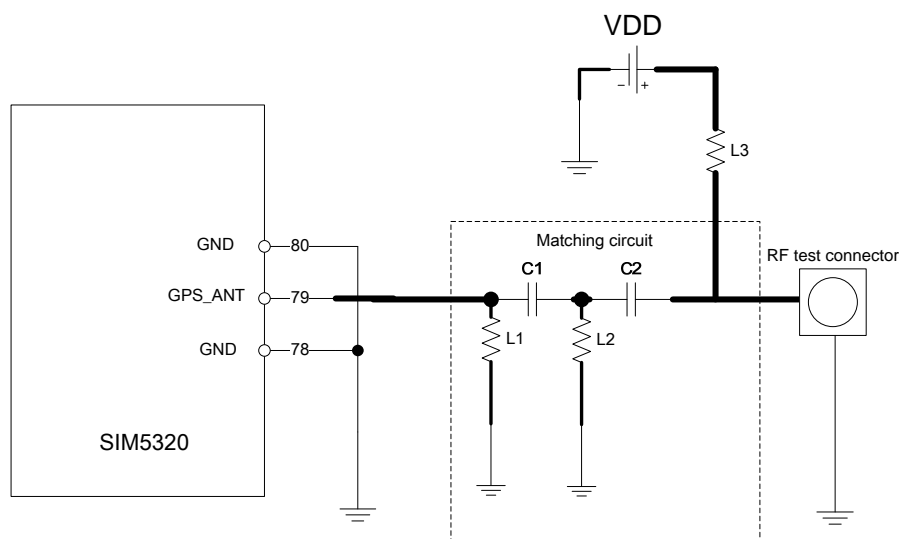 VDD
− +
L3
Matching circuit
RF test connector
GND
80
C1
C2
GPS_ANT
79
L1
L2
GND
78
SIM5320